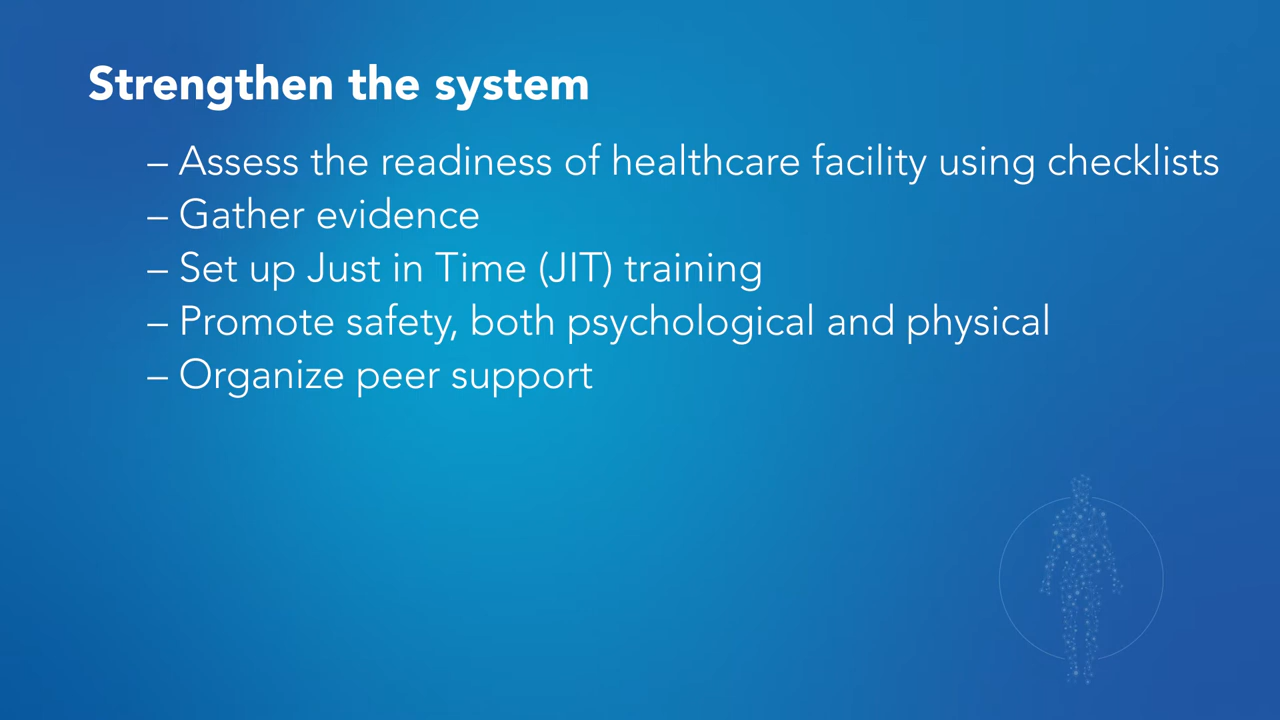 Strengthen the system
– Assess the readiness of healthcare facility using checklists
– Gather evidence
– Set up Just in Time (JIT) training
– Promote safety, both psychological and physical
– Organize peer support